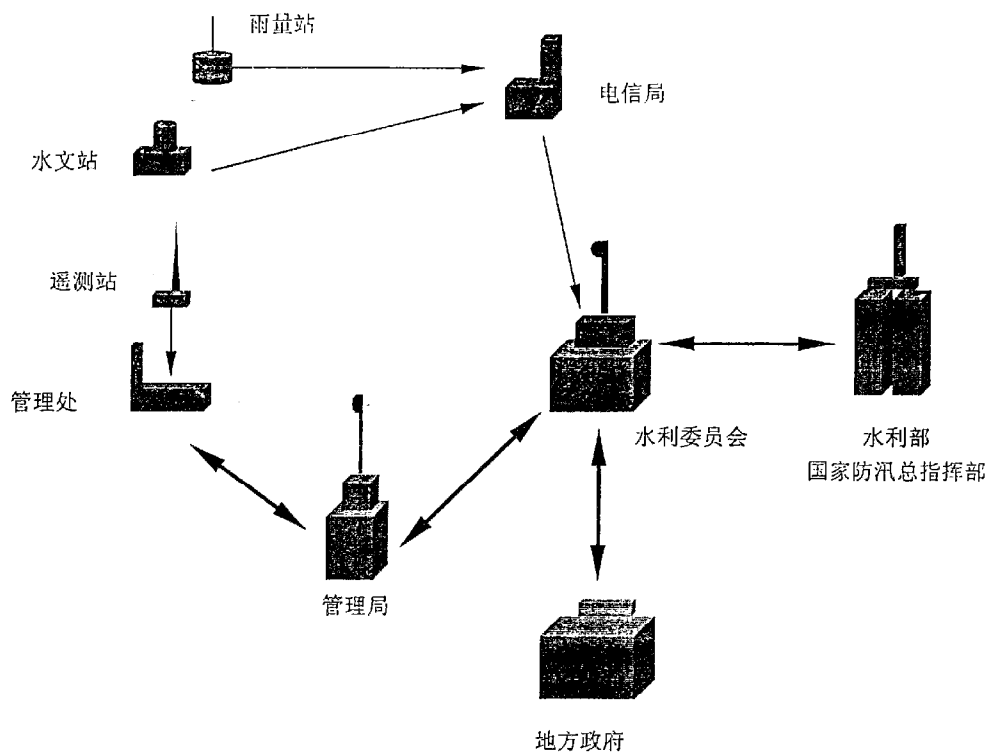 雨量站
电信局
水文站
遥测站
管理处
水利委员会
水利部
国家防汛总指挥部
管理局
地方政府